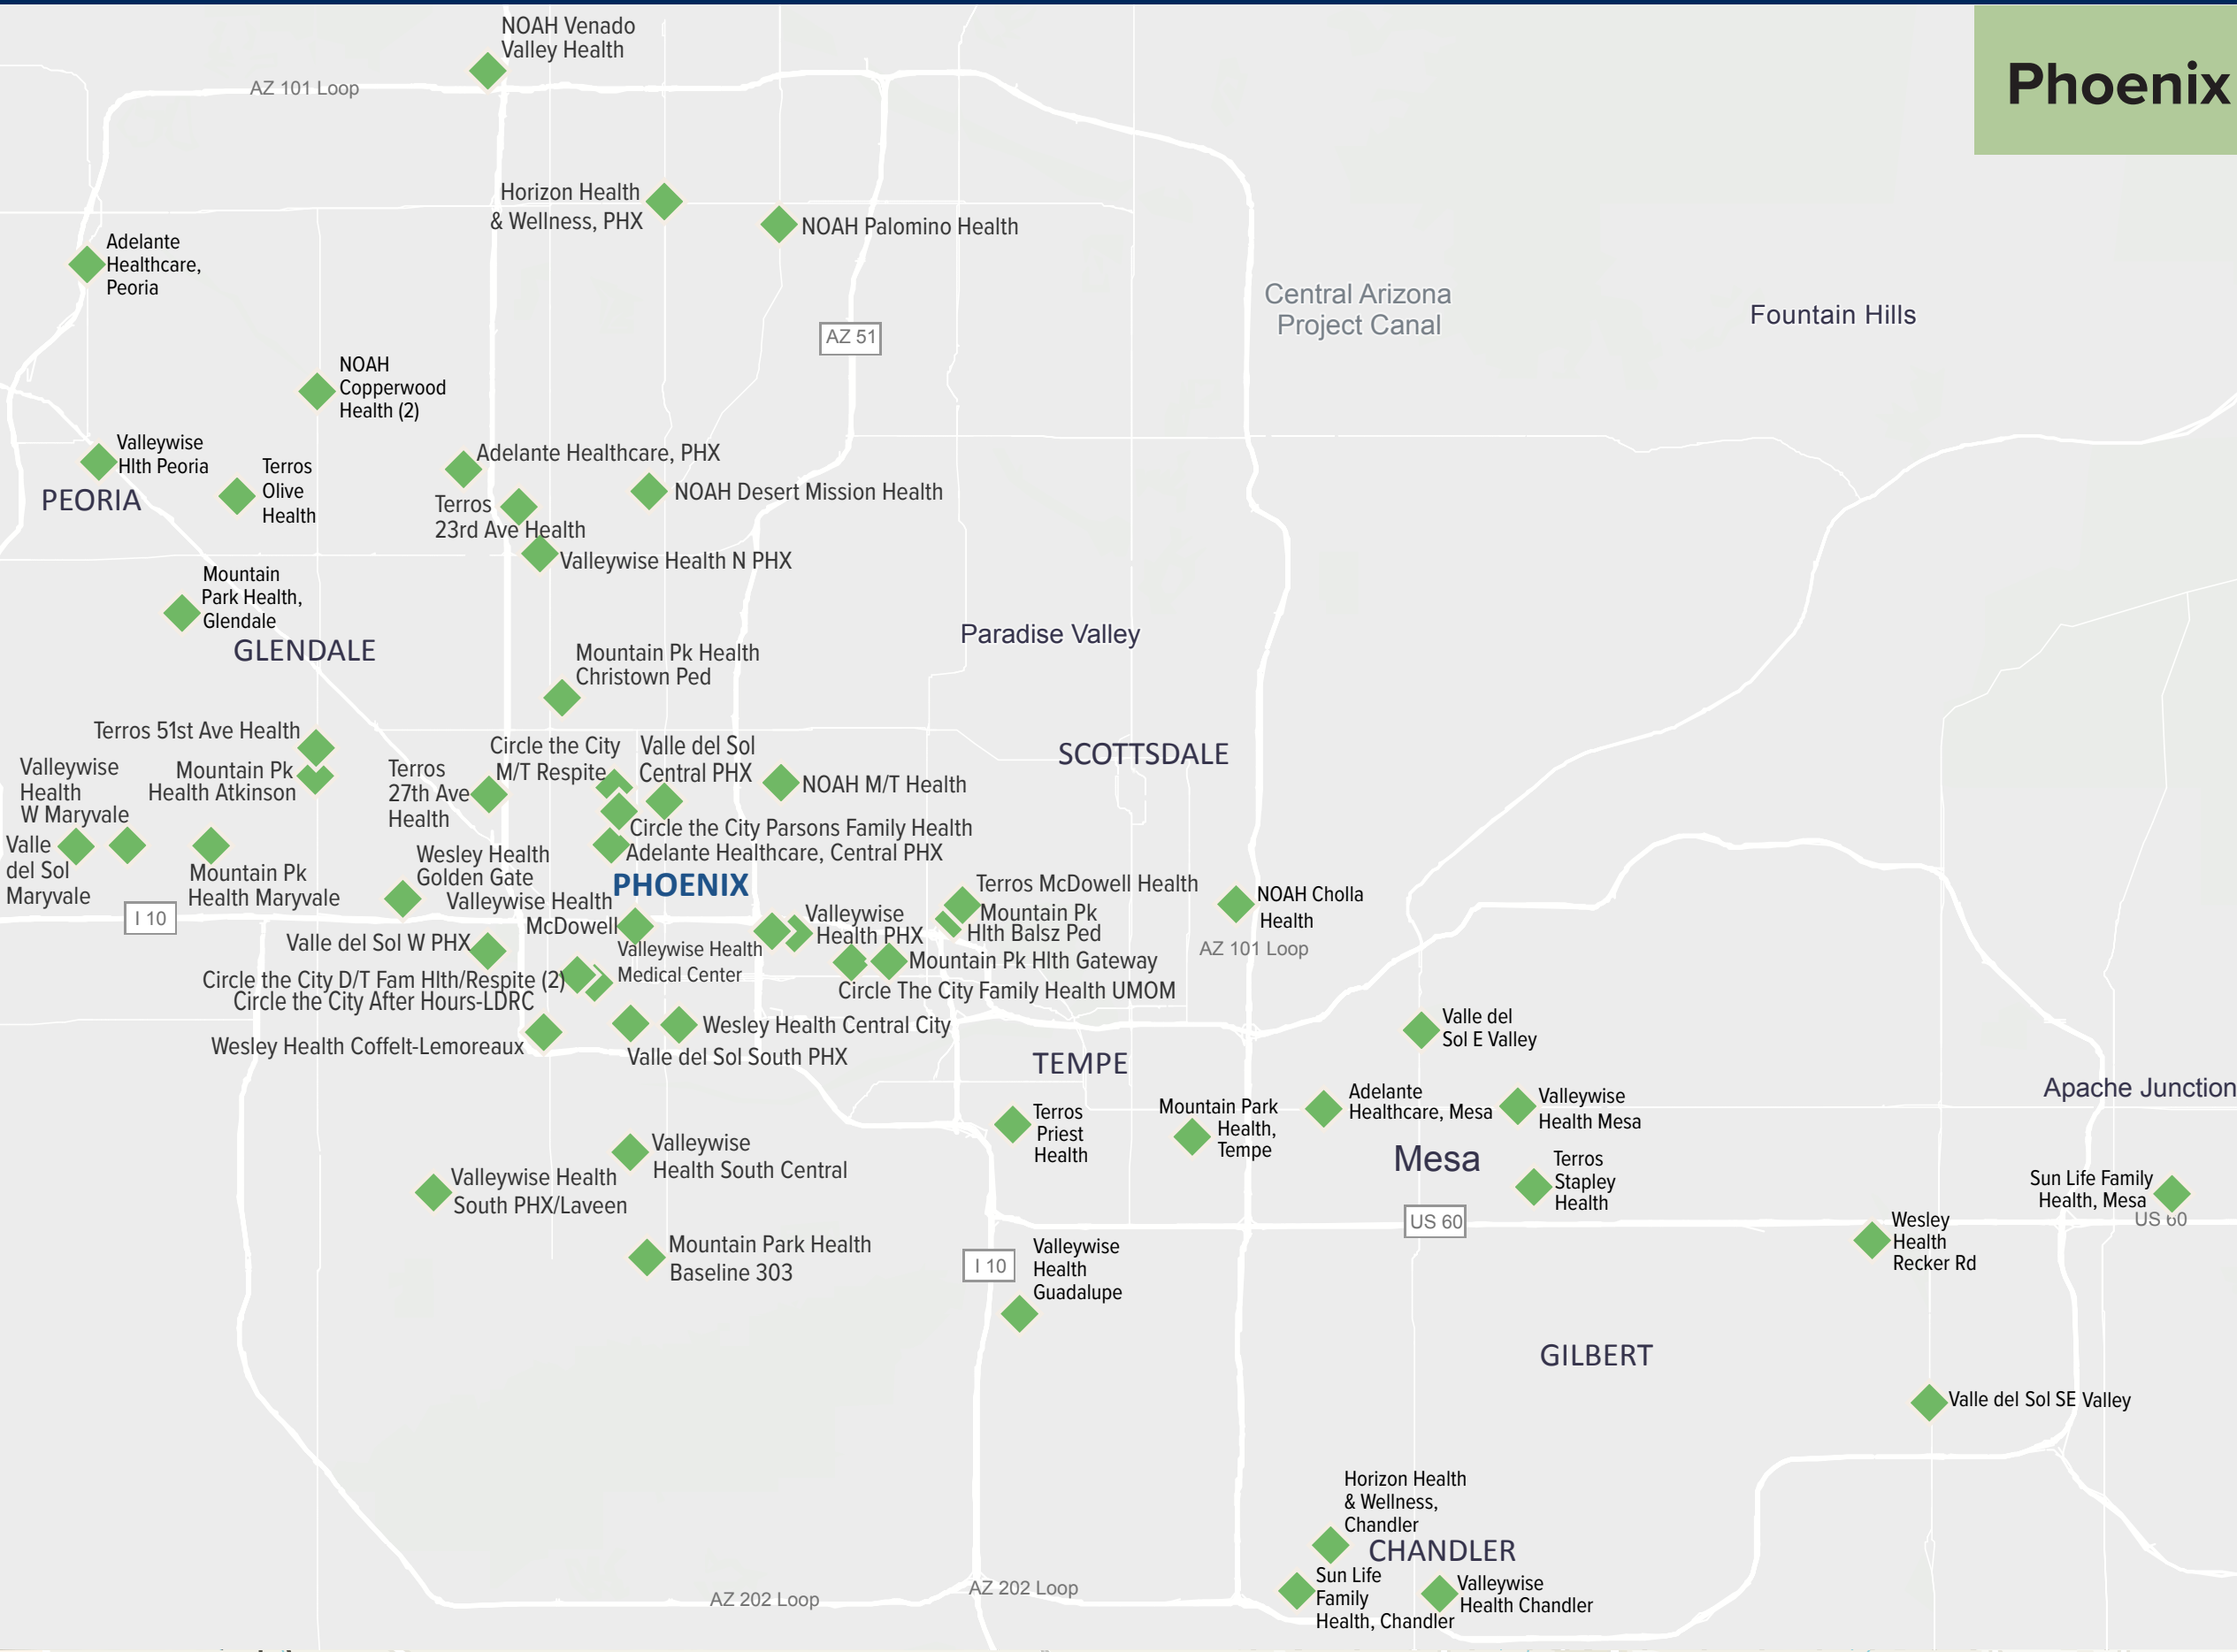 NOAH Venado
Valley Health
Phoenix
AZ 101 Loop
Horizon Health
& Wellness, PHX
NOAH Palomino Health
Adelante
Healthcare,
Peoria
Central Arizona
Project Canal
Fountain Hills
AZ 51
NOAH
Copperwood
Health (2)
Valleywise
Hlth Peoria
PEORIA
Terros
Olive
Health
Adelante Healthcare, PHX
Terros
23rd Ave Health
NOAH Desert Mission Health
Valleywise Health N PHX
Mountain
Park Health,
Glendale
GLENDALE
Paradise Valley
Mountain Pk Health
Christown Ped
Terros 51st Ave Health
Valleywise
Health
W Maryvale
Mountain Pk
Health Atkinson
Terros
27th Ave
Health
Circle the City
M/T Respite
Valle del Sol
Central PHX
NOAH M/T Health
SCOTTSDALE
Valle
del Sol
Maryvale
Mountain Pk
Health Maryvale
Circle the City Parsons Family Health
Adelante Healthcare, Central PHX
Wesley Health
Golden Gate
PHOENIX
Valleywise Health
McDowell
Terros McDowell Health
Mountain Pk
Hlth Balsz Ped
NOAH Cholla
Health
I 10
Valleywise
Health PHX
Valle del Sol W PHX
Valleywise Health
Medical Center
AZ 101 Loop
Mountain Pk Hlth Gateway
Circle the City D/T Fam Hlth/Respite (2)
Circle the City After Hours-LDRC
Circle The City Family Health UMOM
Wesley Health Central City
Valle del
Sol E Valley
Wesley Health Coffelt-Lemoreaux
Valle del Sol South PHX
TEMPE
Apache Junction
Terros
Priest
Health
Mountain Park
Health,
Tempe
Adelante
Healthcare, Mesa
Valleywise
Health Mesa
Mesa
Valleywise
Health South Central
Terros
Stapley
Health
Valleywise Health
South PHX/Laveen
Sun Life Family
Health, Mesa
US 60
US 60
Wesley
Health
Recker Rd
Mountain Park Health
Baseline 303
I 10
Valleywise
Health
Guadalupe
GILBERT
Valle del Sol SE Valley
Horizon Health
& Wellness,
Chandler
CHANDLER
Sun Life
Family
Health, Chandler
Valleywise
Health Chandler
AZ 202 Loop
AZ 202 Loop